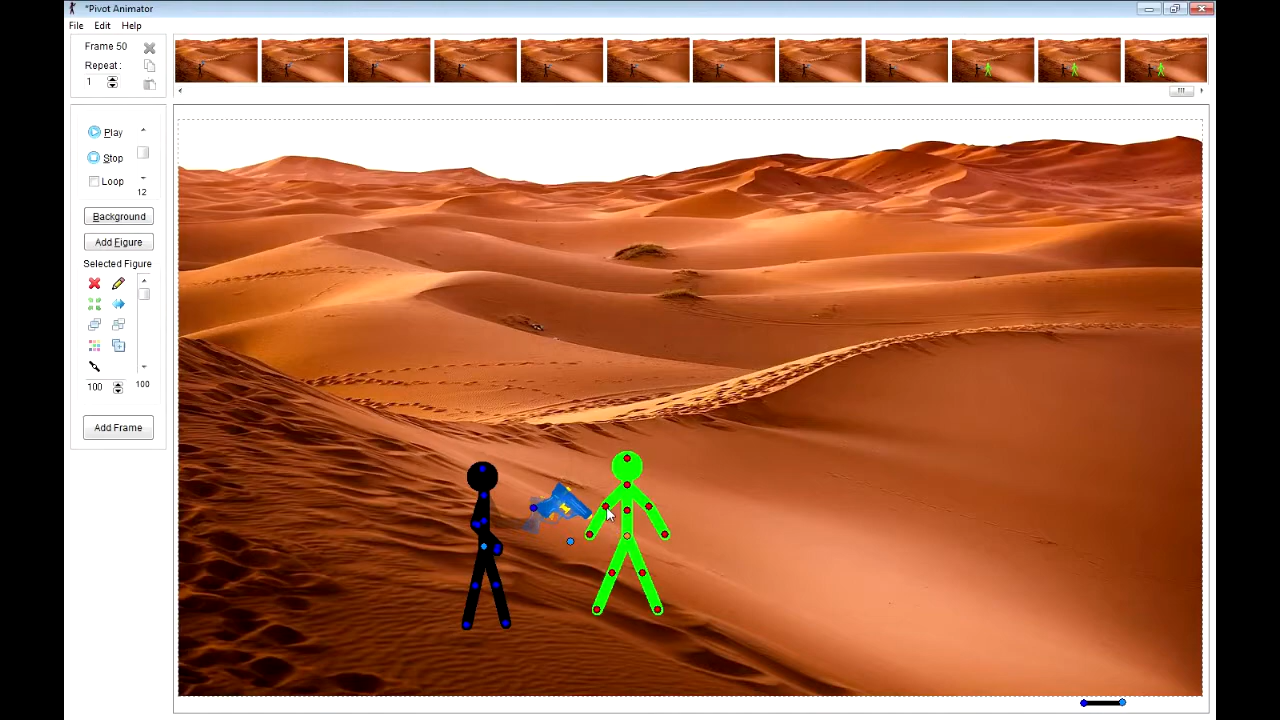 *Pivot Animator
File Edit Help
Frame 50
Repeat:
1
Play
Stop
Loop
12
Background
Add Figure
Selected Figure
100
100
Add Frame